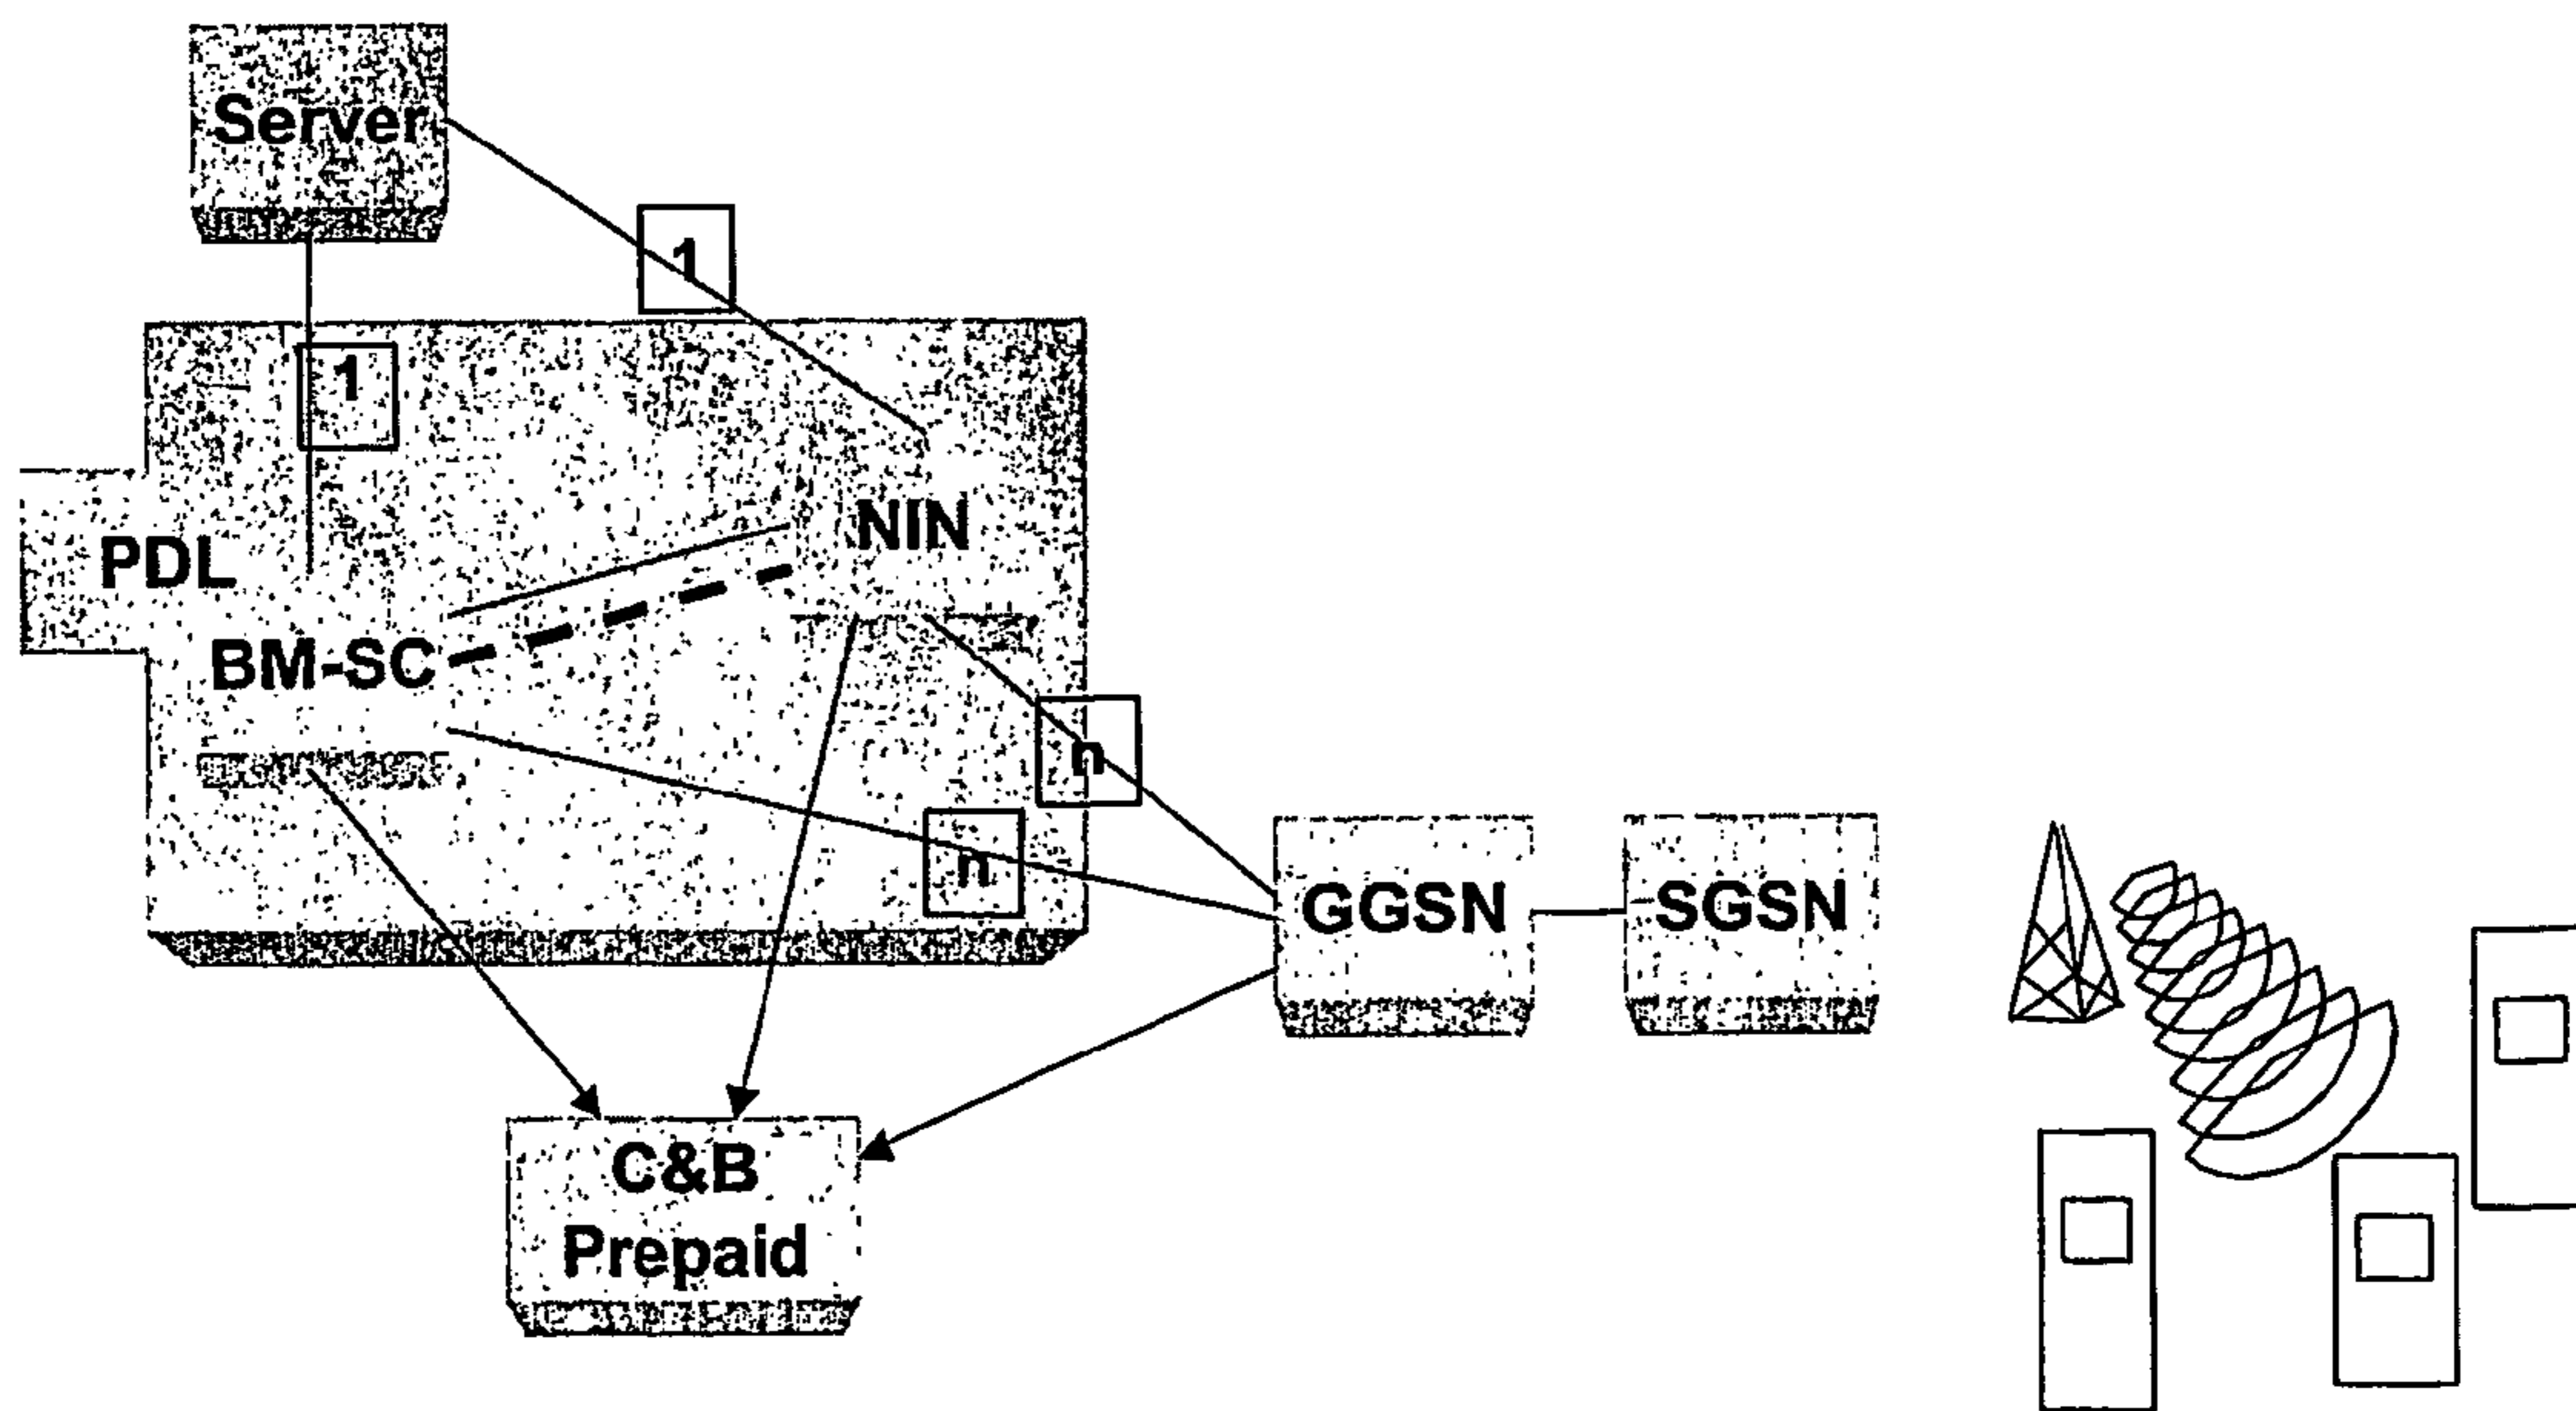 Server
1
1
NIN
PDL
BM-SC
n
n
GGSN
SGSN
C&B
Prepaid